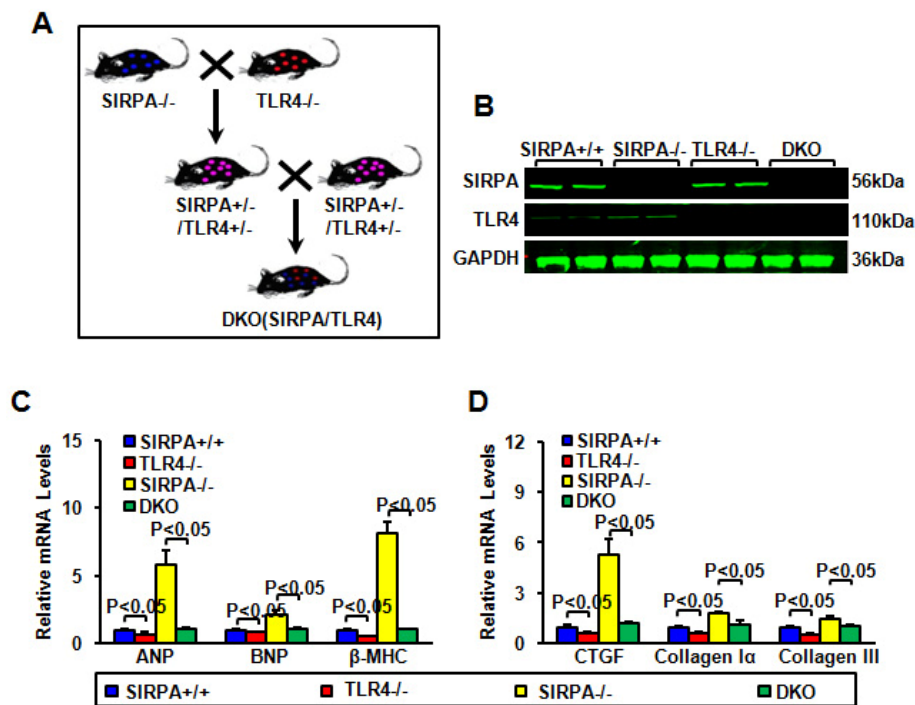 A
SIRPA-/-
TLR4-/-
SIRPA+/-
/TLR4+/-
SIRPA+/-
/TLR4+/-
DKO(SIRPA/TLR4)
B
SIRPA+/+ SIRPA-/- TLR4-/- DKO
SIRPA 56kDa
TLR4 110kDa
GAPDH 36kDa
C
Relative mRNA Levels
15
10
5
0
SIRPA+/+
TLR4-/-
SIRPA-/-
DKO
P<0.05
P<0.05
P<0.05
P<0.05
P<0.05
P<0.05
ANP BNP β-MHC
D
Relative mRNA Levels
12
9
6
3
0
SIRPA+/+
TLR4-/-
SIRPA-/-
DKO
P<0.05
P<0.05
P<0.05
P<0.05
P<0.05
P<0.05
CTGF Collagen Iα Collagen III
SIRPA+/+ TLR4-/- SIRPA-/- DKO